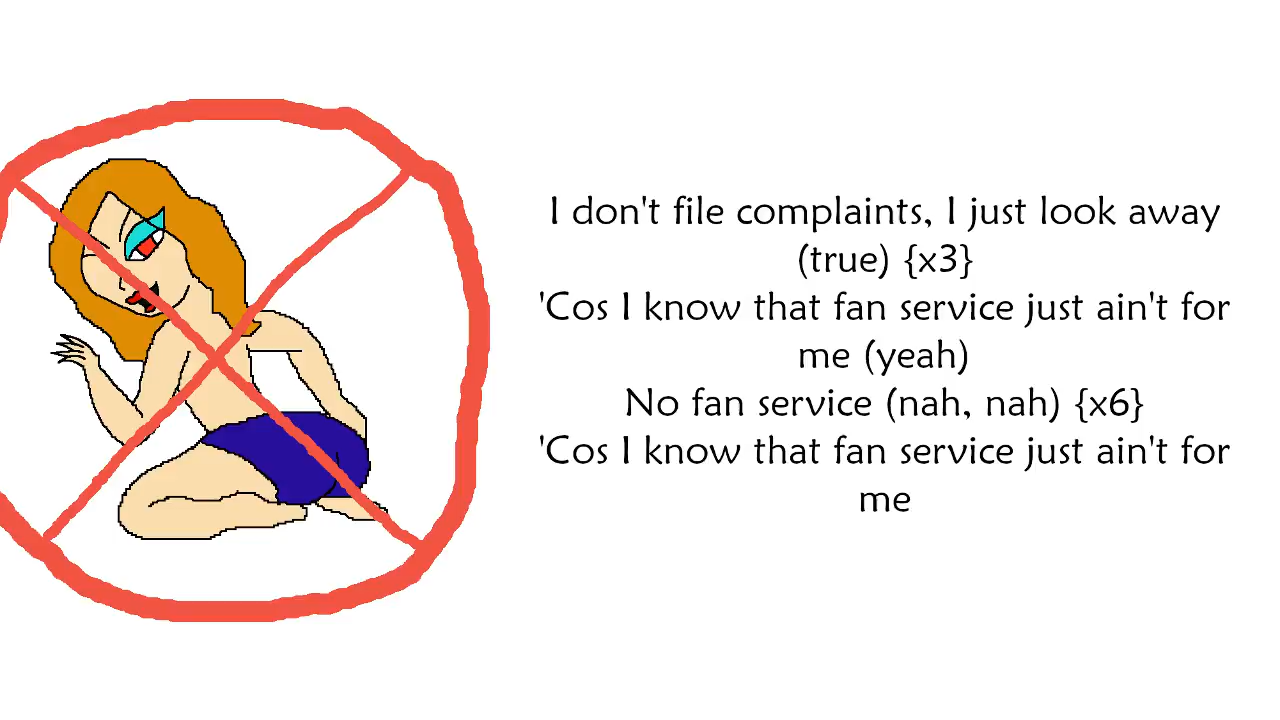 I don't file complaints, I just look away
(true) {x3}
'Cos I know that fan service just ain't for
me (yeah)
No fan service (nah, nah) {x6}
'Cos I know that fan service just ain't for
me